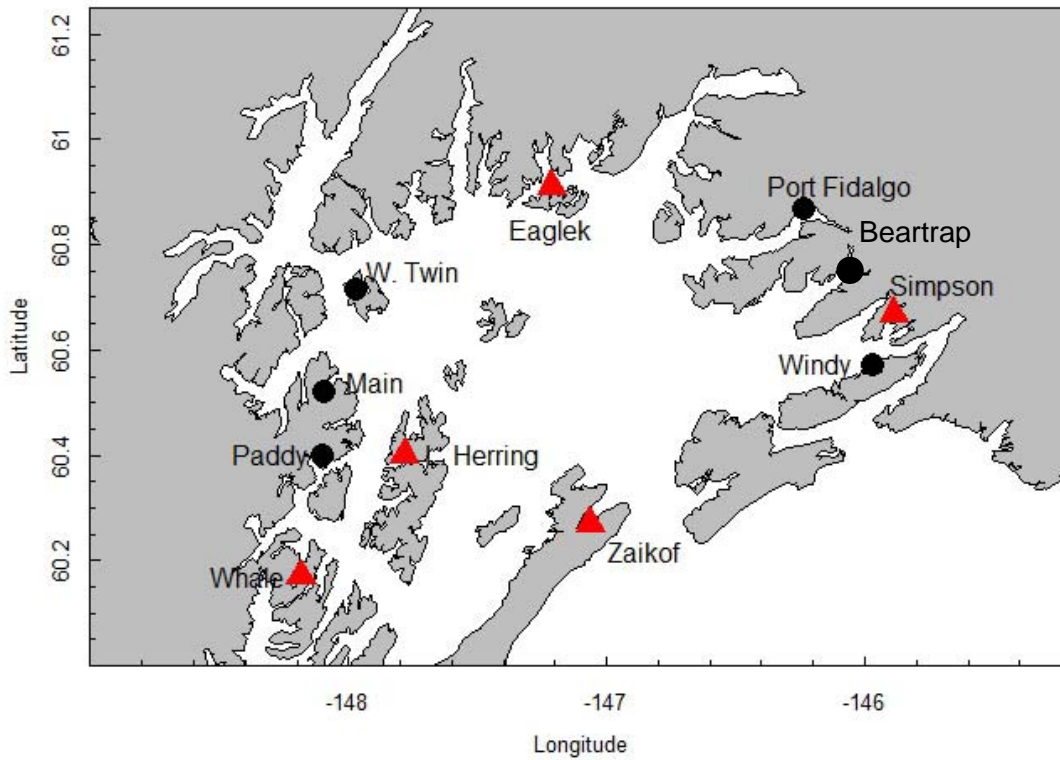 61.2
61
60.8
60.6
60.4
60.2
Latitude
Port Fidalgo
Beartrap
Eaglek
W. Twin
Simpson
Windy
Main
Paddy
L. Herring
Zaikof
Whale
-148
-147
-146
Longitude